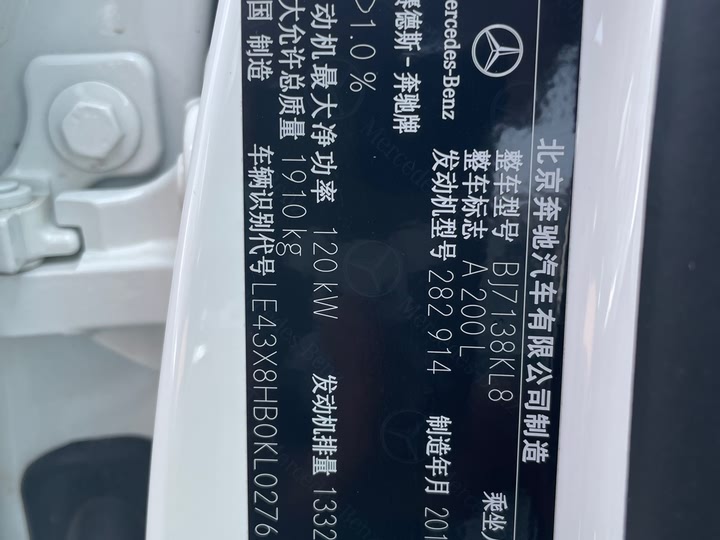 北京奔驰汽车有限公司制造
整车型号 BJ7138KL8 乘坐
整车标志 A 200 L
发动机型号 282 914 制造年月 201
Mercedes-Benz
赛德斯-奔驰牌
>1.0 %
动机最大净功率 120 kW 发动机排量 1332
大允许总质量 1910 kg
国 制造 车辆识别代号 LE43X8HB0KL0276